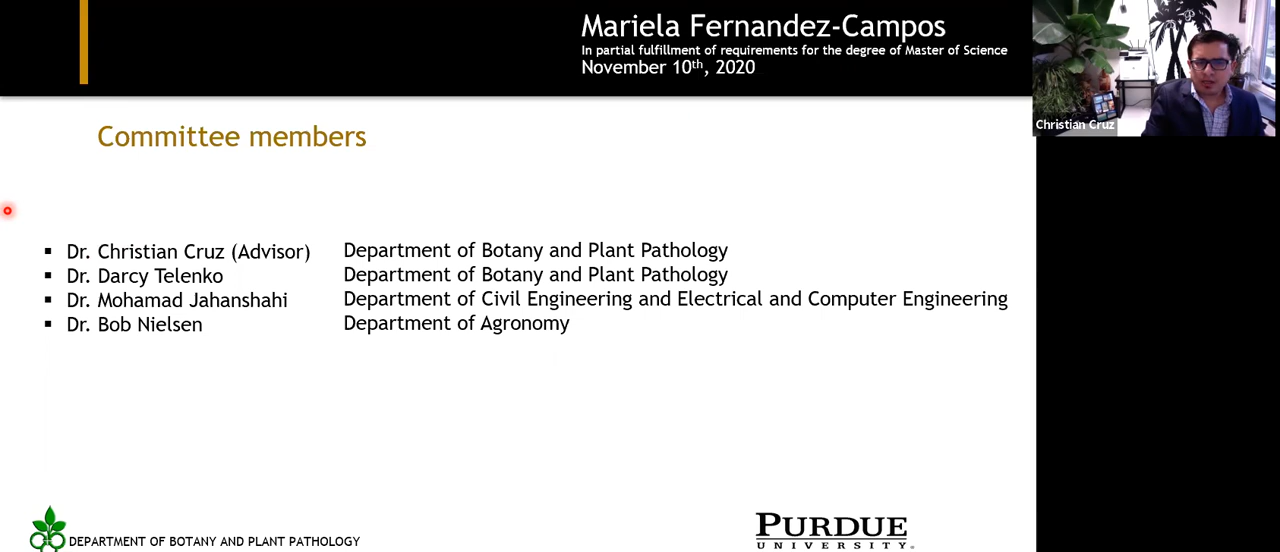 Mariela Fernandez-Campos
In partial fulfillment of requirements for the degree of Master of Science
November 10th, 2020
Christian Cruz
Committee members
▪ Dr. Christian Cruz (Advisor) Department of Botany and Plant Pathology
▪ Dr. Darcy Telenko Department of Botany and Plant Pathology
▪ Dr. Mohamad Jahanshahi Department of Civil Engineering and Electrical and Computer Engineering
▪ Dr. Bob Nielsen Department of Agronomy
DEPARTMENT OF BOTANY AND PLANT PATHOLOGY
PURDUE
UNIVERSITY